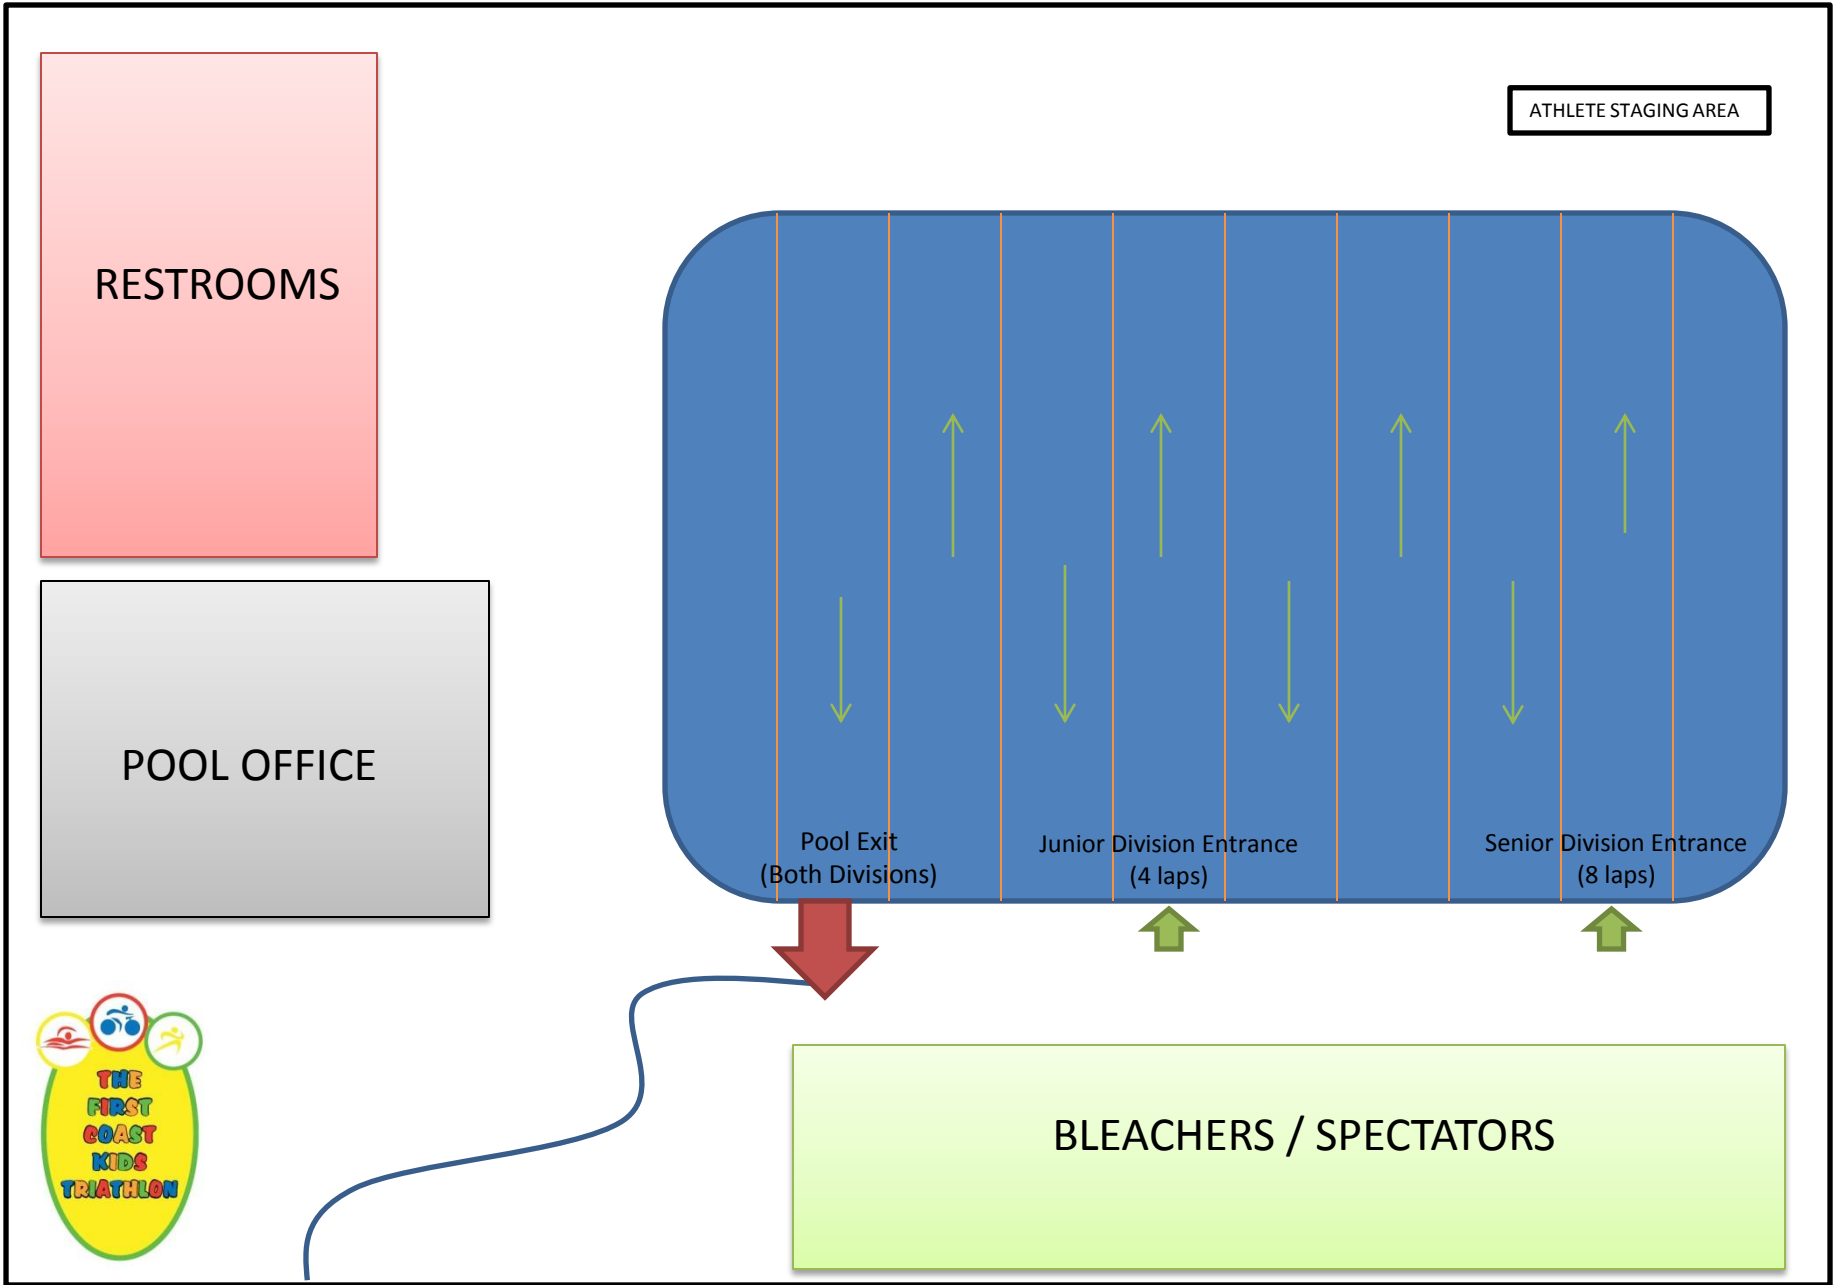 ATHLETE STAGING AREA
RESTROOMS
POOL OFFICE
Pool Exit
(Both Divisions)
Junior Division Entrance
(4 laps)
Senior Division Entrance
(8 laps)
BLEACHERS / SPECTATORS
THE
FIRST
COAST
KIDS
TRIATHLON